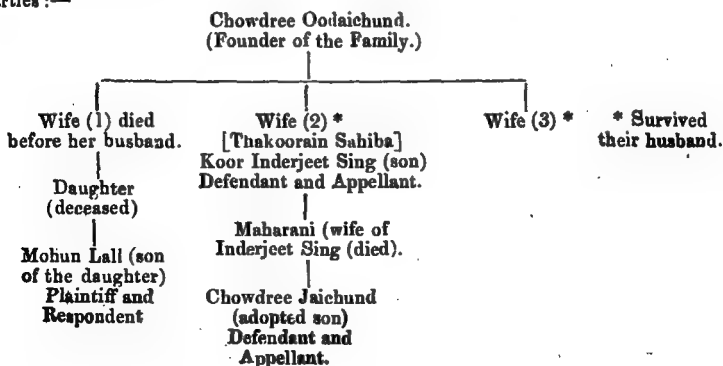 rties :—
Chowdree Oodaichund.
(Founder of the Family.)
Wife (1) died
before her busband.
Daughter
(deceased)
Mohun Lall (son
of the daughter)
Plaintiff and
Respondent
Wife (2) *
[Thakoorain Sahiba]
Koor Inderjeet Sing (son)
Defendant and Appellant.
Maharani (wife of
Inderjeet Sing (died).
Chowdree Jaichund
(adopted son)
Defendant and
Appellant.
Wife (3) *
* Survived
their husband.